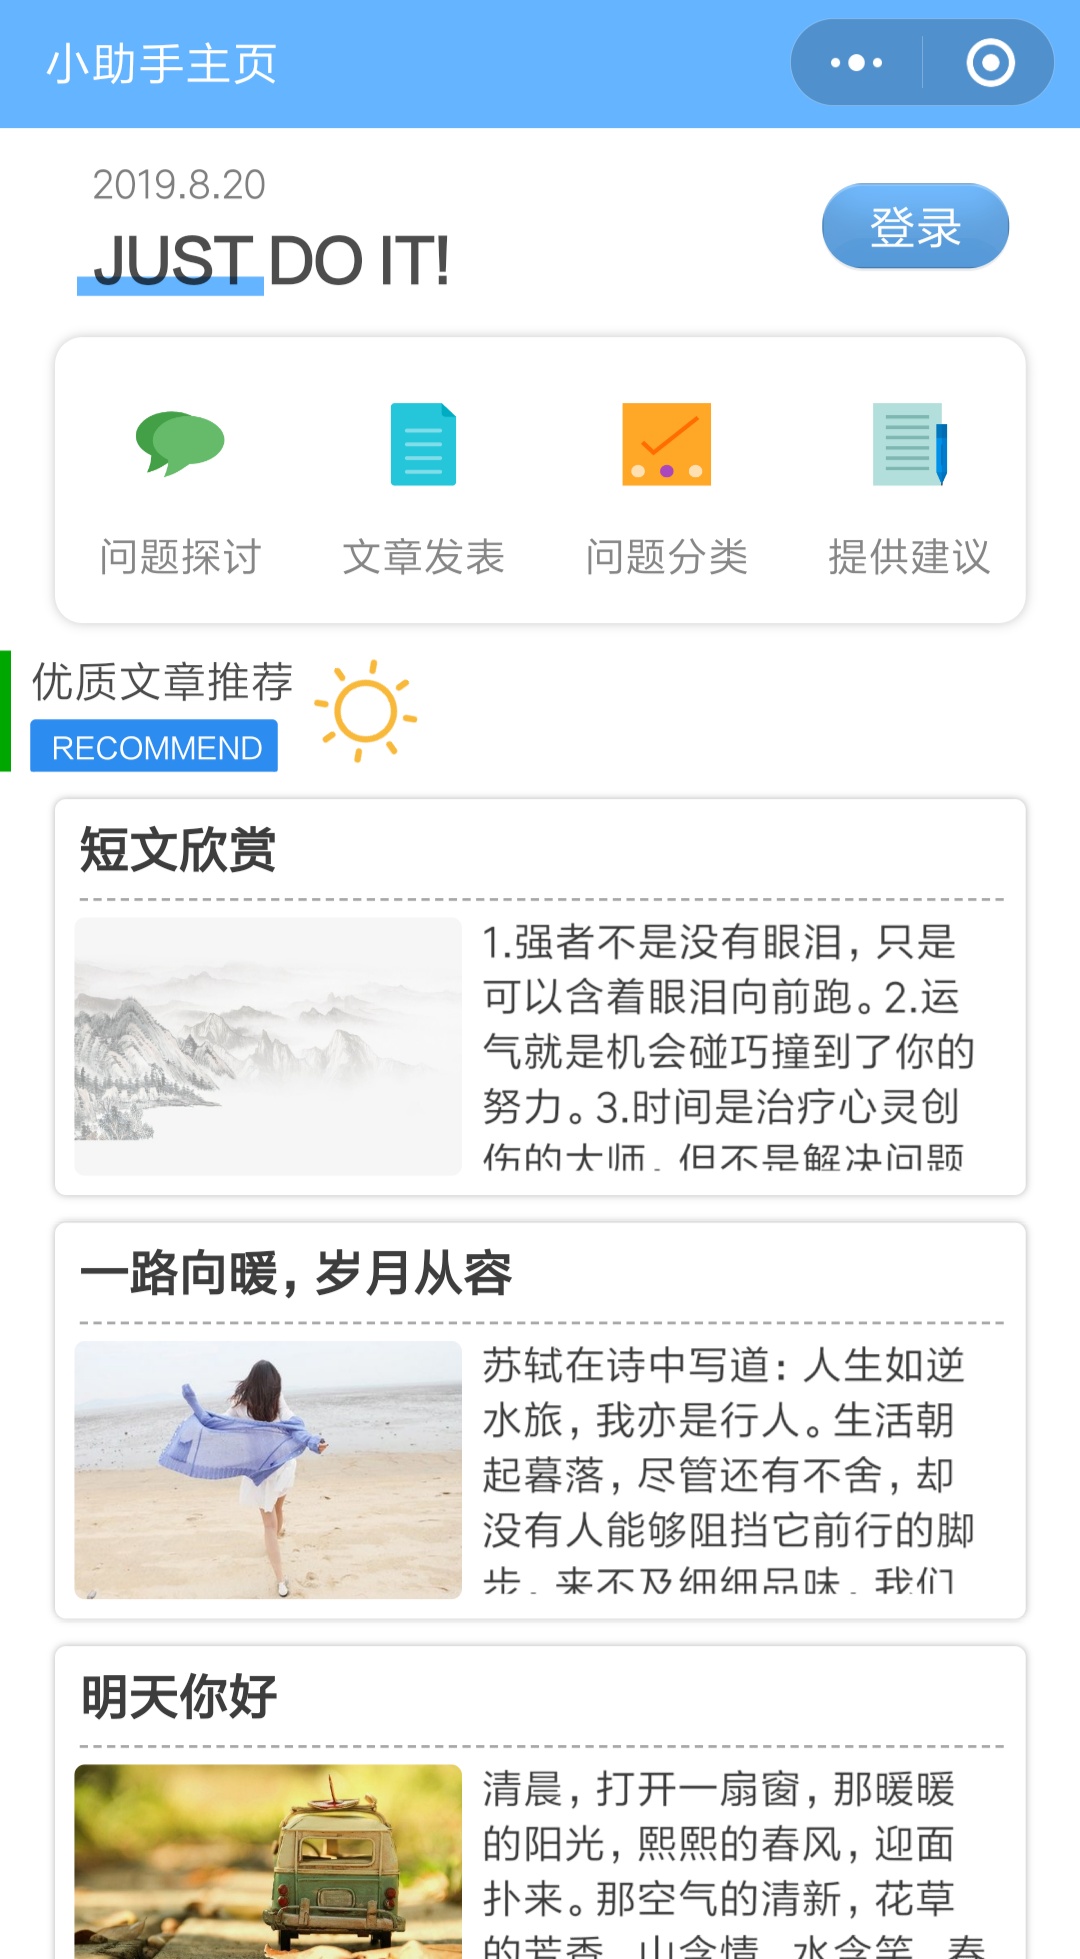 小助手主页
2019.8.20
登录
JUST DO IT!
问题探讨
文章发表
问题分类
提供建议
优质文章推荐
RECOMMEND
短文欣赏
1.强者不是没有眼泪，只是
可以含着眼泪向前跑。2.运
气就是机会碰巧撞到了你的
努力。3.时间是治疗心灵创
伤的大师，但不是解决问题
一路向暖，岁月从容
苏轼在诗中写道：人生如逆
水旅，我亦是行人。生活朝
起暮落，尽管还有不舍，却
没有人能够阻挡它前行的脚
步，来不及细细品味，我们
明天你好
清晨，打开一扇窗，那暖暖
的阳光，熙熙的春风，迎面
扑来。那空气的清新，花草
的芳香，山含情，水含笑，春